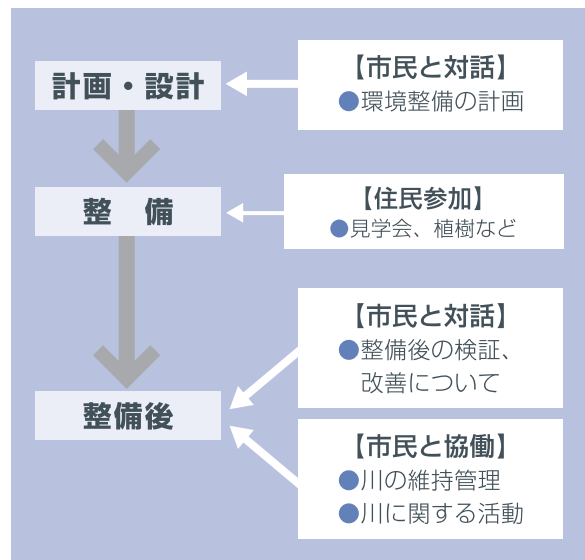 計画・設計
【市民と対話】
●環境整備の計画
整　備
【住民参加】
●見学会、植樹など
整備後
【市民と対話】
●整備後の検証、
改善について
【市民と協働】
●川の維持管理
●川に関する活動